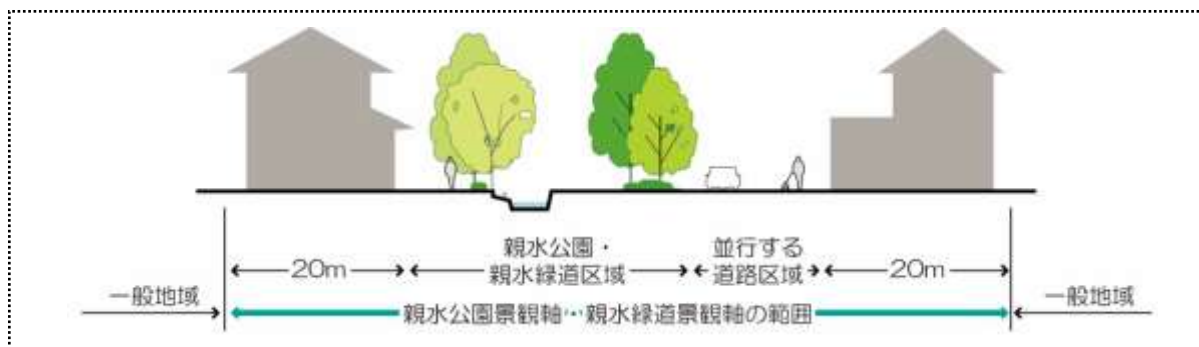 親水公園・
親水緑道区域
並行する
道路区域
20m
20m
一般地域
一般地域
親水公園景観軸・親水緑道景観軸の範囲